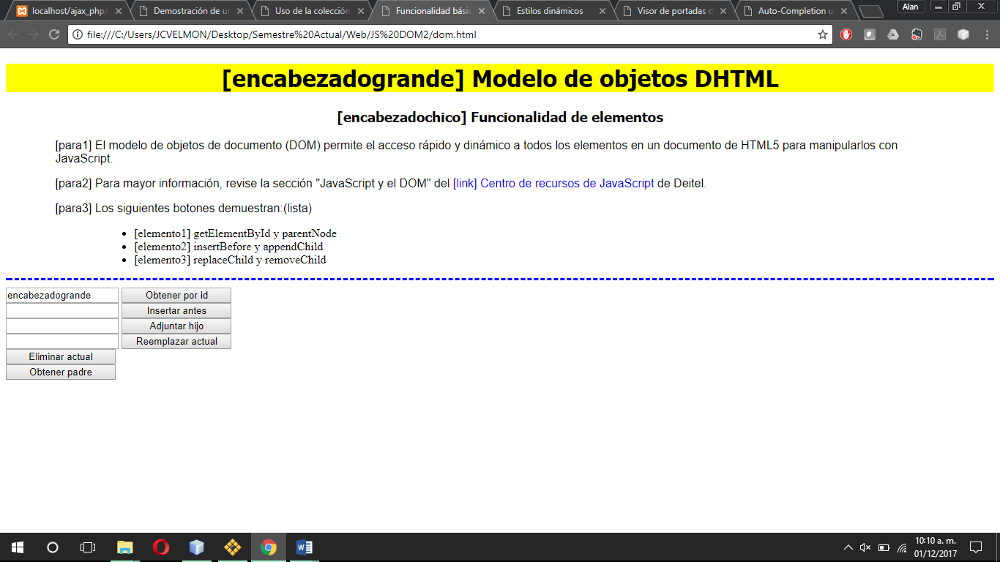 Alan
localhost/ajax_php/
Demostración de un
Uso de la colección
Funcionalidad básic
Estilos dinámicos
Visor de portadas d
Auto-Completion u
file:///C:/Users/JCVELMON/Desktop/Semestre%20Actual/Web/JS%20DOM2/dom.html
[encabezadogrande] Modelo de objetos DHTML
[encabezadochico] Funcionalidad de elementos
[para1] El modelo de objetos de documento (DOM) permite el acceso rápido y dinámico a todos los elementos en un documento de HTML5 para manipularlos con
JavaScript.
[para2] Para mayor información, revise la sección "JavaScript y el DOM" del [link] Centro de recursos de JavaScript de Deitel.
[para3] Los siguientes botones demuestran:(lista)
• [elemento1] getElementById y parentNode
• [elemento2] insertBefore y appendChild
• [elemento3] replaceChild y removeChild
encabezadogrande Obtener por id
Insertar antes
Adjuntar hijo
Reemplazar actual
Eliminar actual
Obtener padre
10:10 a. m.
01/12/2017